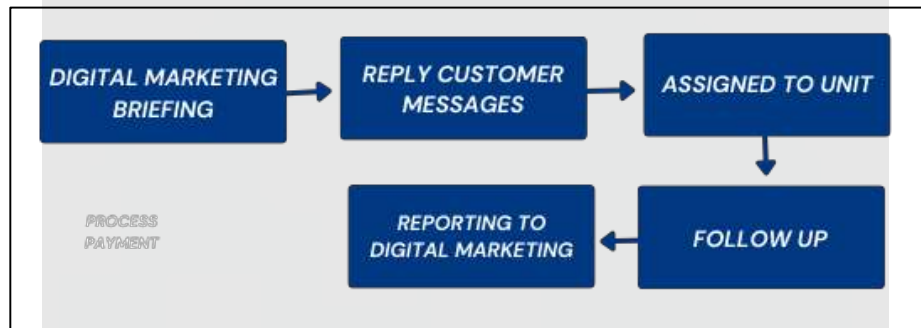 DIGITAL MARKETING
BRIEFING
REPLY CUSTOMER
MESSAGES
ASSIGNED TO UNIT
FOLLOW UP
REPORTING TO
DIGITAL MARKETING
PROCESS
PAYMENT